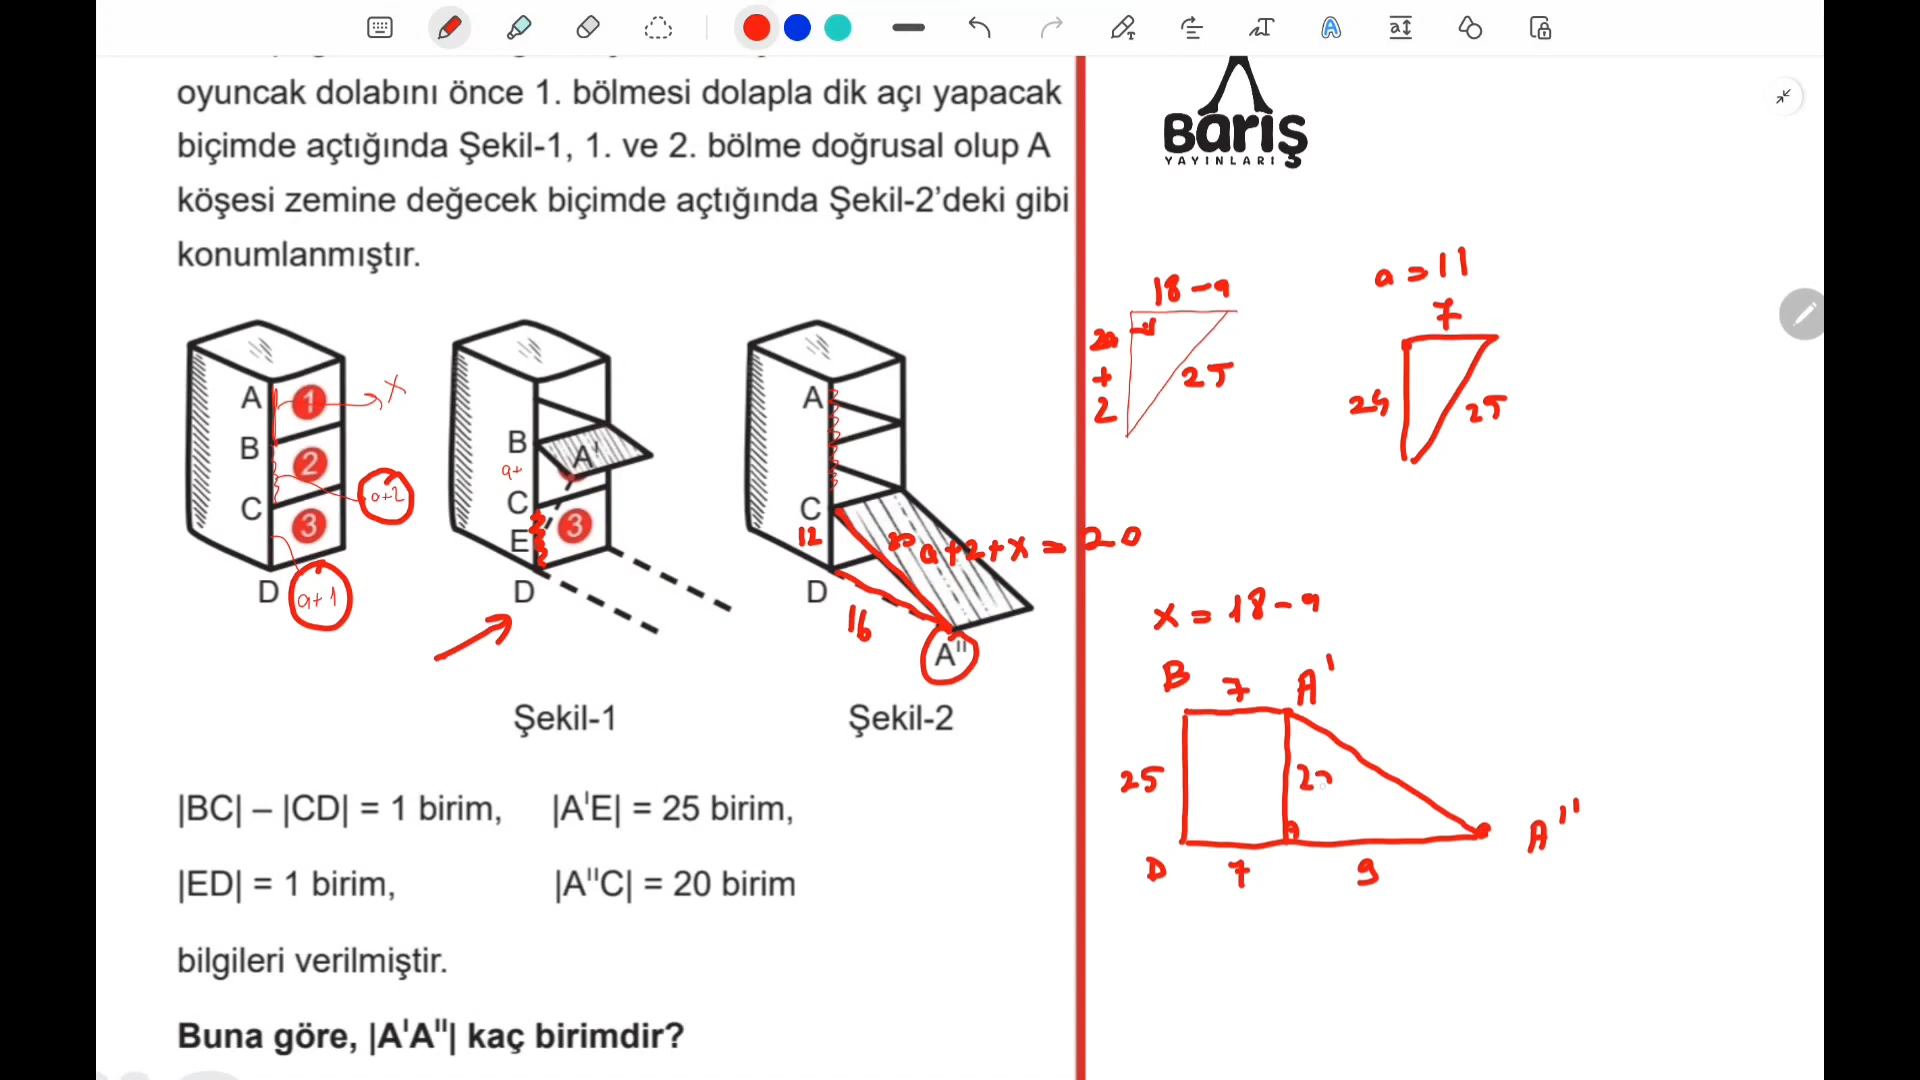 oyuncak dolabını önce 1. bölmesi dolapla dik açı yapacak
biçimde açtığında Şekil-1, 1. ve 2. bölme doğrusal olup A
köşesi zemine değecek biçimde açtığında Şekil-2'deki gibi
konumlanmıştır.
A
B
C
D
1
2
3
x
a+2
a+1
B
A'
a+
C
E
3
D
A
C
12
20
D
16
A''
a+2+x = 20
Şekil-1
Şekil-2
|BC| – |CD| = 1 birim,
|A'E| = 25 birim,
|ED| = 1 birim,
|A''C| = 20 birim
bilgileri verilmiştir.
Buna göre, |A'A''| kaç birimdir?
Barış
YAYINLARI
18-a
2a
+
2
25
a=11
7
24
25
x = 18-a
B
7
A'
25
D
7
9
A''